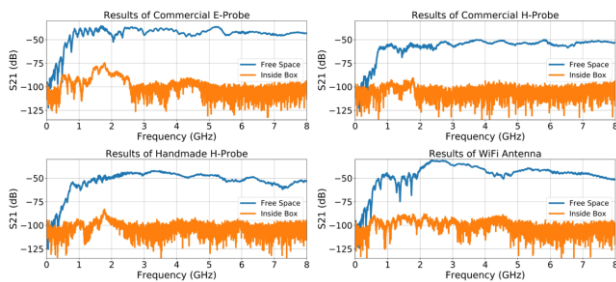 Results of Commercial E-Probe
S21 (dB)
−50
−75
−100
−125
Free Space
Inside Box
0 1 2 3 4 5 6 7 8
Frequency (GHz)
Results of Commercial H-Probe
S21 (dB)
−50
−75
−100
−125
Free Space
Inside Box
0 1 2 3 4 5 6 7 8
Frequency (GHz)
Results of Handmade H-Probe
S21 (dB)
−50
−75
−100
−125
Free Space
Inside Box
0 1 2 3 4 5 6 7 8
Frequency (GHz)
Results of WiFi Antenna
S21 (dB)
−50
−75
−100
−125
Free Space
Inside Box
0 1 2 3 4 5 6 7 8
Frequency (GHz)